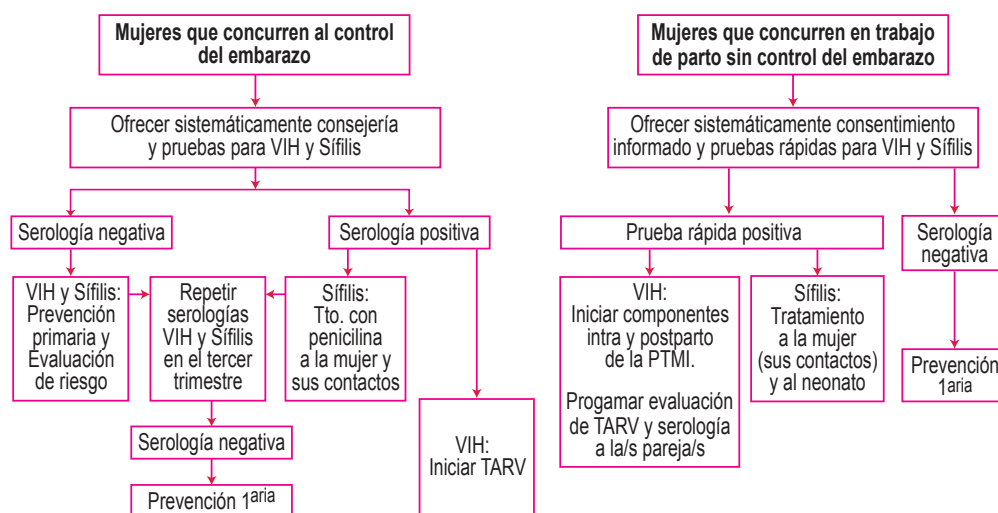 Mujeres que concurren al control
del embarazo
Ofrecer sistemáticamente consejería
y pruebas para VIH y Sífilis
Serología negativa
Serología positiva
VIH y Sífilis:
Prevención
primaria y
Evaluación
de riesgo
Repetir
serologías
VIH y Sífilis
en el tercer
trimestre
Sífilis:
Tto. con
penicilina
a la mujer y
sus contactos
Serología negativa
Prevención 1aria
VIH:
Iniciar TARV
Mujeres que concurren en trabajo
de parto sin control del embarazo
Ofrecer sistemáticamente consentimiento
informado y pruebas rápidas para VIH y Sífilis
Prueba rápida positiva
Serología
negativa
VIH:
Iniciar componentes
intra y postparto
de la PTMI.
Progamar evaluación
de TARV y serología
a la/s pareja/s
Sífilis:
Tratamiento
a la mujer
(sus contactos)
y al neonato
Prevención
1aria